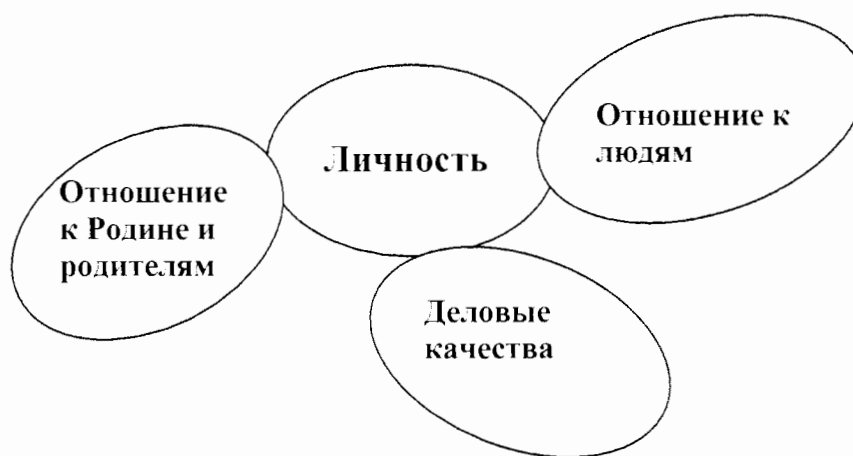 Личность
Отношение к
людям
Отношение
к Родине и
родителям
Деловые
качества